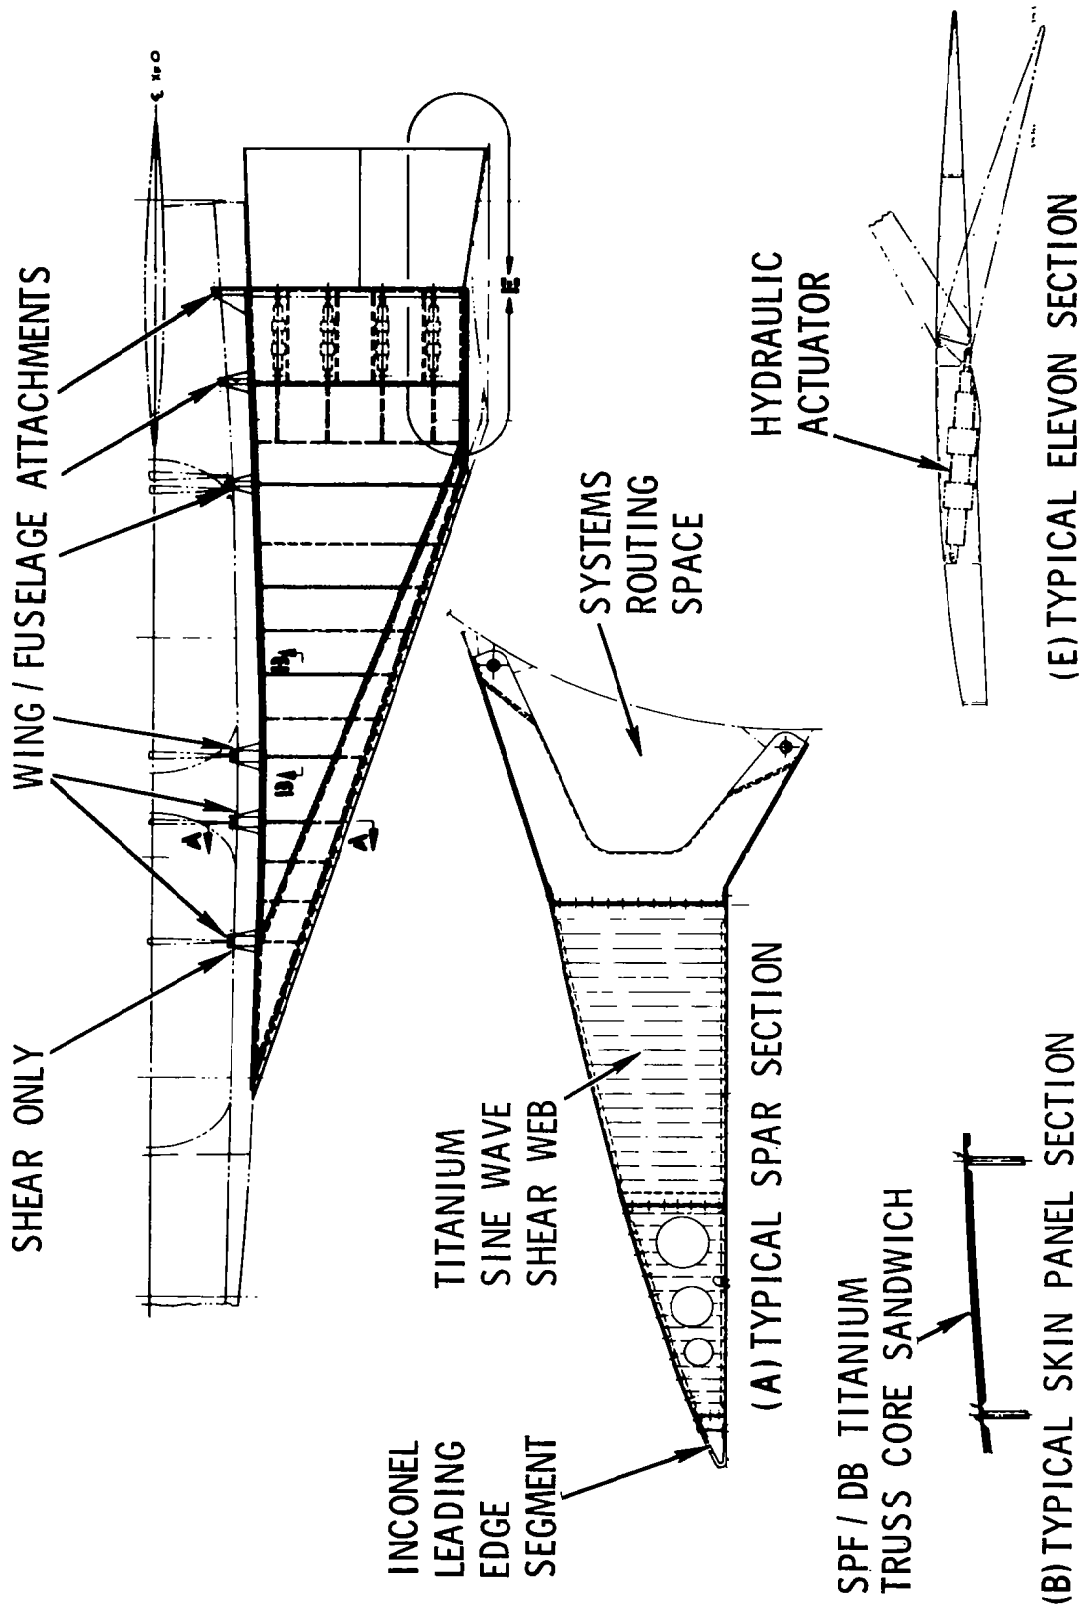 SHEAR ONLY
WING / FUSELAGE ATTACHMENTS
A
A
B
B
E
INCONEL
LEADING
EDGE
SEGMENT
TITANIUM
SINE WAVE
SHEAR WEB
SYSTEMS
ROUTING
SPACE
(A) TYPICAL SPAR SECTION
HYDRAULIC
ACTUATOR
SPF / DB TITANIUM
TRUSS CORE SANDWICH
(B) TYPICAL SKIN PANEL SECTION
(E) TYPICAL ELEVON SECTION